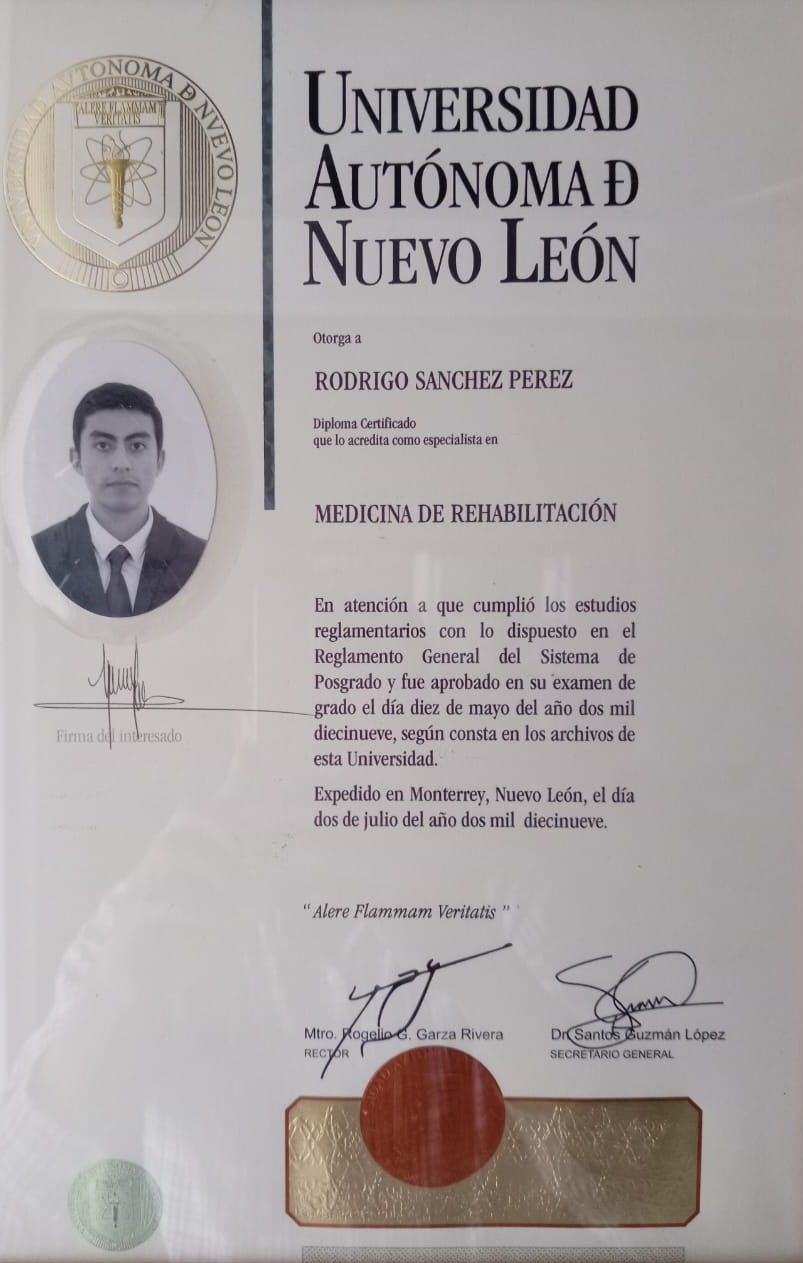 UNIVERSIDAD AUTONOMA Đ NVEVO LEON
ALERE FLAMMAM
VERITATIS
UNIVERSIDAD
AUTÓNOMA Đ
NUEVO LEÓN
Otorga a
RODRIGO SANCHEZ PEREZ
Diploma Certificado
que lo acredita como especialista en
MEDICINA DE REHABILITACIÓN
Firma del interesado
En atención a que cumplió los estudios
reglamentarios con lo dispuesto en el
Reglamento General del Sistema de
Posgrado y fue aprobado en su examen de
grado el día diez de mayo del año dos mil
diecinueve, según consta en los archivos de
esta Universidad.
Expedido en Monterrey, Nuevo León, el día
dos de julio del año dos mil diecinueve.
“ Alere Flammam Veritatis ”
Mtro. Rogelio G. Garza Rivera
RECTOR
Dr. Santos Guzmán López
SECRETARIO GENERAL